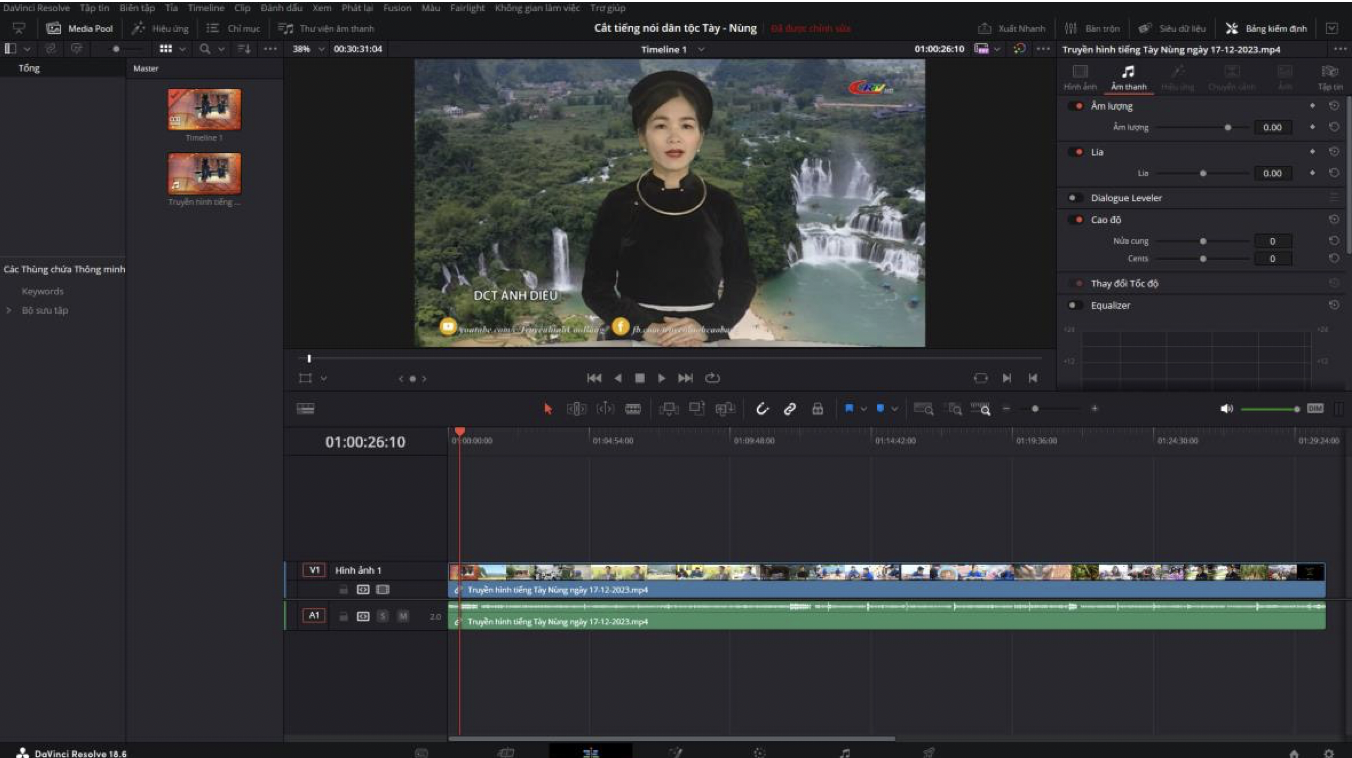 DaVinci Resolve Tập tin Biên tập Tỉa Timeline Clip Đánh dấu Xem Phát lại Fusion Màu Fairlight Không gian làm việc Trợ giúp
Media Pool Hiệu ứng Chỉ mục Thư viện âm thanh Cắt tiếng nói dân tộc Tày - Nùng Đã được chỉnh sửa Xuất Nhanh Bàn trộn Siêu dữ liệu Bảng kiểm định
38% 00:30:31:04 Timeline 1 01:00:26:10 Truyền hình tiếng Tày Nùng ngày 17-12-2023.mp4
Tổng Master
Hình ảnh Âm thanh Hiệu ứng Chuyển cảnh Ảnh Tập tin
Timeline 1
Truyền hình tiếng ...
Các Thùng chứa Thông minh
Keywords
Bộ sưu tập
DCT ÁNH DIỆU
Âm lượng
Âm lượng 0.00
Lia
Lia 0.00
Dialogue Leveler
Cao độ
Nửa cung 0
Cents 0
Thay đổi Tốc độ
Equalizer
+12 +12
DIM
01:00:26:10 01:00:00:00 01:04:54:00 01:09:48:00 01:14:42:00 01:19:36:00 01:24:30:00 01:29:24:00
V1 Hình ảnh 1
Truyền hình tiếng Tày Nùng ngày 17-12-2023.mp4
A1 S M 2.0
Truyền hình tiếng Tày Nùng ngày 17-12-2023.mp4
DaVinci Resolve 18.6